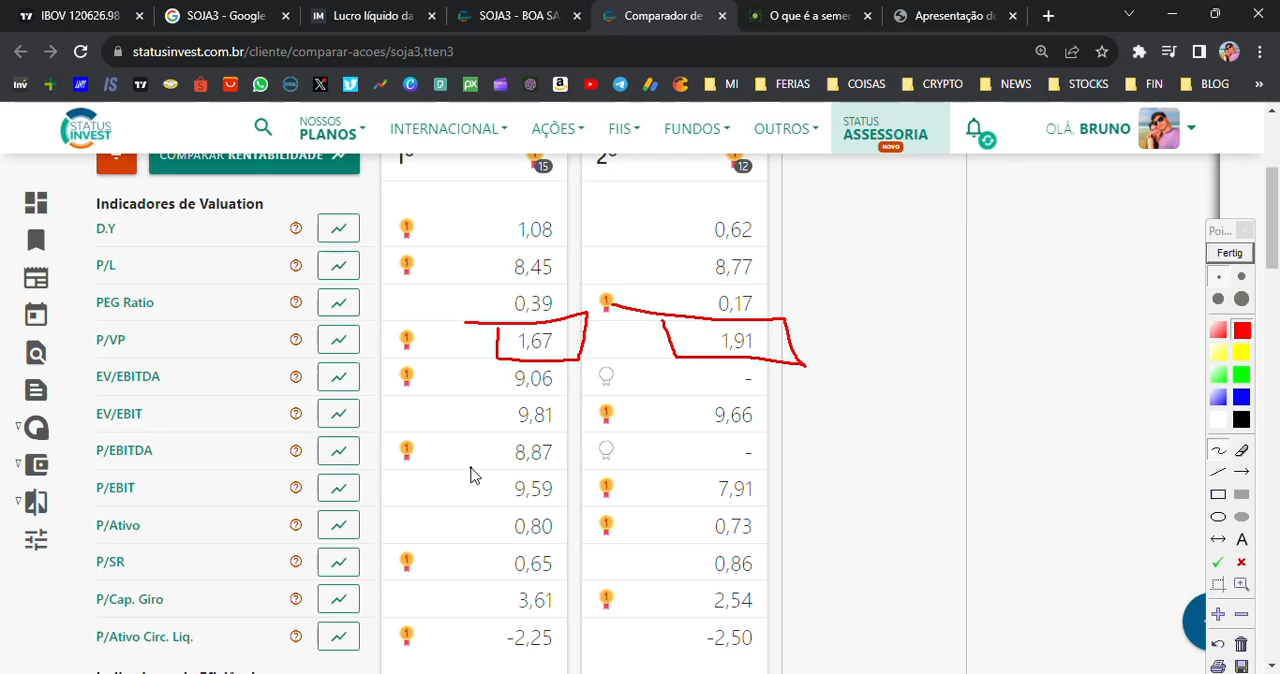 IBOV 120626.98
SOJA3 - Google
Lucro líquido da
SOJA3 - BOA SA
Comparador de
O que é a semen
Apresentação do
statusinvest.com.br/cliente/comparar-acoes/soja3,tten3
Inv
MI
FERIAS
COISAS
CRYPTO
NEWS
STOCKS
FIN
BLOG
STATUS INVEST
NOSSOS PLANOS
INTERNACIONAL
AÇÕES
FIIS
FUNDOS
OUTROS
STATUS ASSESSORIA
NOVO
OLÁ, BRUNO
COMPARAR RENTABILIDADE
1º
15
2º
12
Indicadores de Valuation
D.Y 1,08 0,62
P/L 8,45 8,77
PEG Ratio 0,39 0,17
P/VP 1,67 1,91
EV/EBITDA 9,06 -
EV/EBIT 9,81 9,66
P/EBITDA 8,87 -
P/EBIT 9,59 7,91
P/Ativo 0,80 0,73
P/SR 0,65 0,86
P/Cap. Giro 3,61 2,54
P/Ativo Circ. Liq. -2,25 -2,50
Poi...
Fertig
A